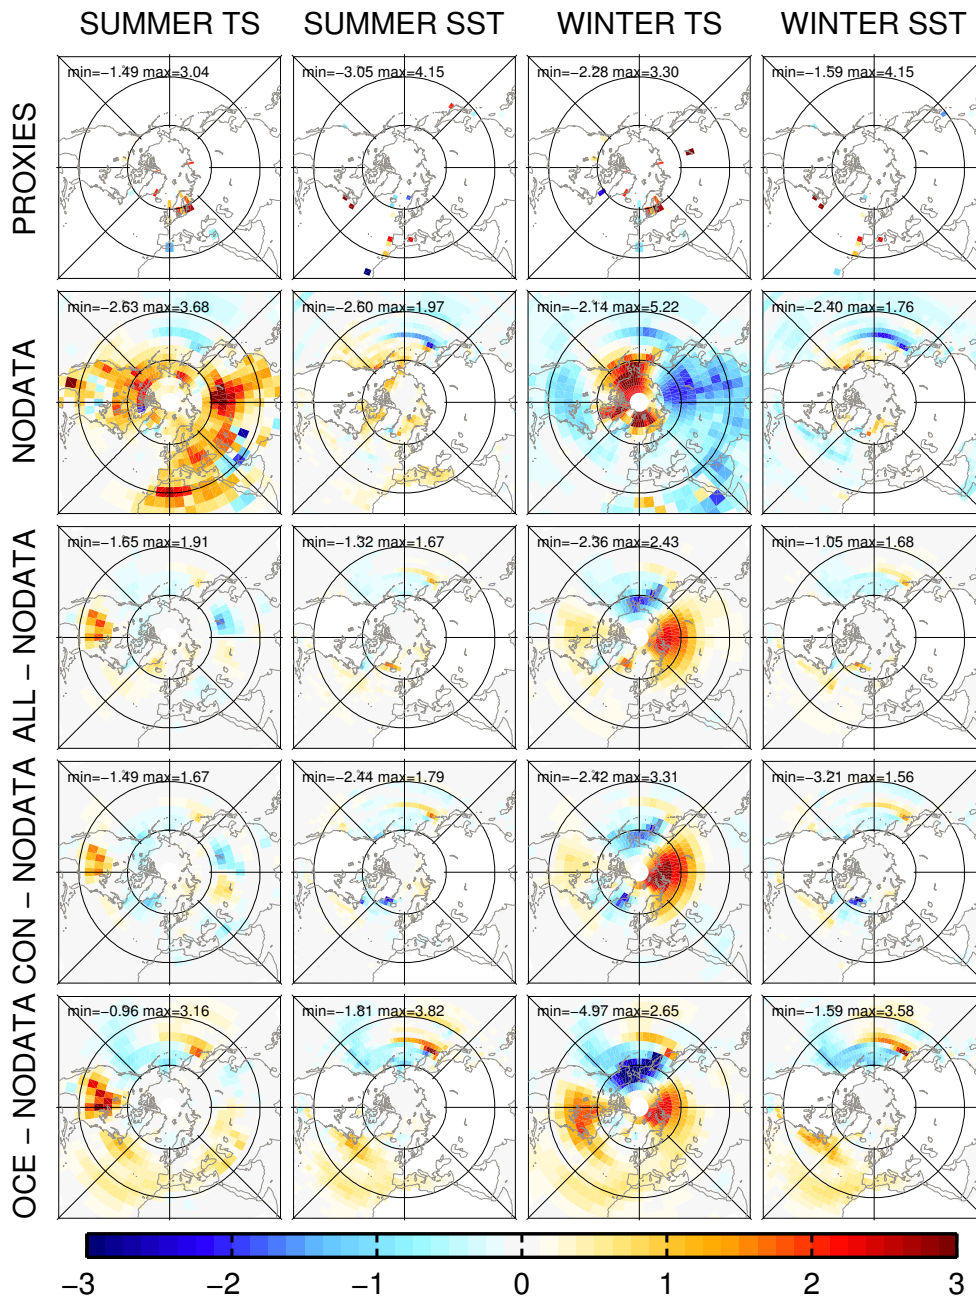 SUMMER TS SUMMER SST WINTER TS WINTER SST
PROXIES
min=−1.49 max=3.04 min=−3.05 max=4.15 min=−2.28 max=3.30 min=−1.59 max=4.15
NODATA
min=−2.63 max=3.68 min=−2.60 max=1.97 min=−2.14 max=5.22 min=−2.40 max=1.76
ALL − NODATA
min=−1.65 max=1.91 min=−1.32 max=1.67 min=−2.36 max=2.43 min=−1.05 max=1.68
CON − NODATA
min=−1.49 max=1.67 min=−2.44 max=1.79 min=−2.42 max=3.31 min=−3.21 max=1.56
OCE − NODATA
min=−0.96 max=3.16 min=−1.81 max=3.82 min=−4.97 max=2.65 min=−1.59 max=3.58
−3 −2 −1 0 1 2 3